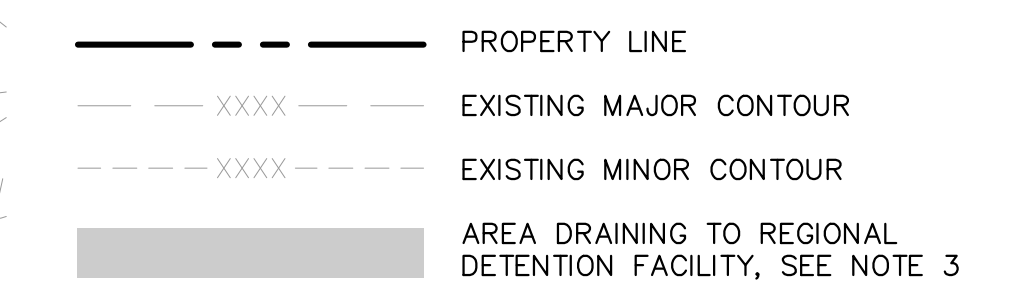 PROPERTY LINE
XXXX EXISTING MAJOR CONTOUR
XXXX EXISTING MINOR CONTOUR
AREA DRAINING TO REGIONAL
DETENTION FACILITY, SEE NOTE 3